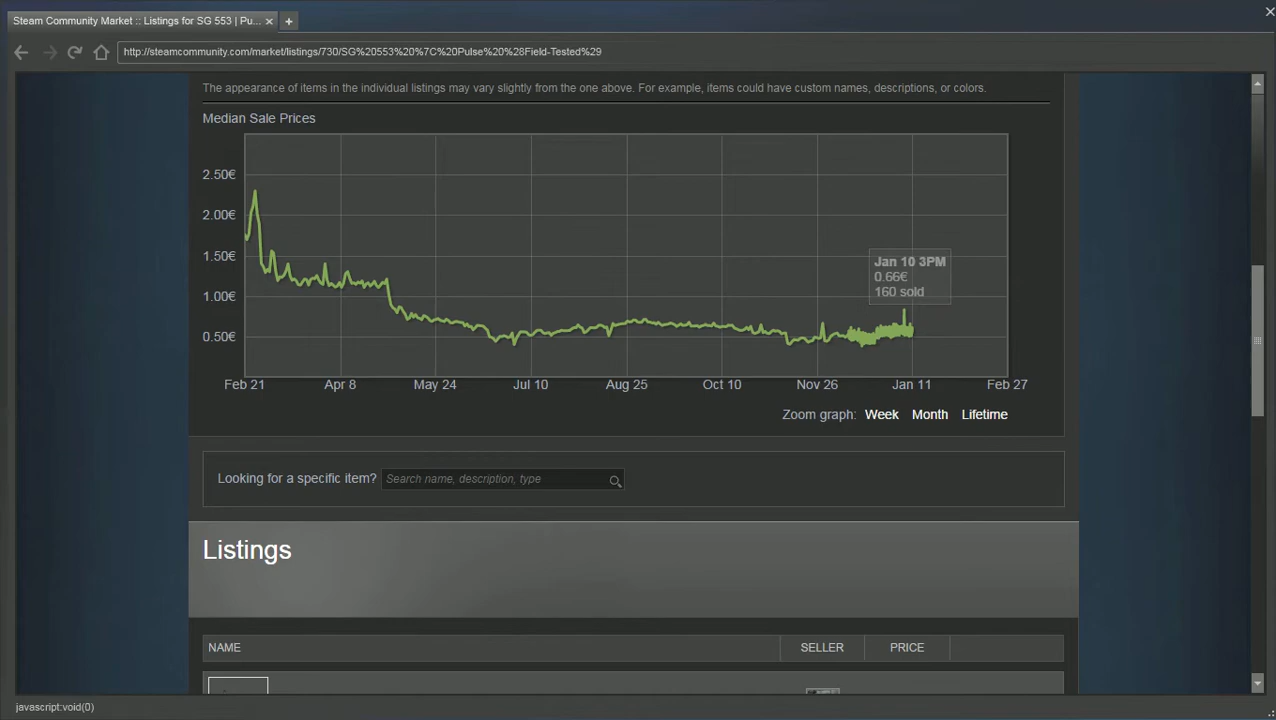 Steam Community Market :: Listings for SG 553 | Pu...
http://steamcommunity.com/market/listings/730/SG%20553%20%7C%20Pulse%20%28Field-Tested%29
The appearance of items in the individual listings may vary slightly from the one above. For example, items could have custom names, descriptions, or colors.
Median Sale Prices
2.50€
2.00€
1.50€
1.00€
0.50€
Jan 10 3PM
0.66€
160 sold
Feb 21 Apr 8 May 24 Jul 10 Aug 25 Oct 10 Nov 26 Jan 11 Feb 27
Zoom graph: Week Month Lifetime
Looking for a specific item? Search name, description, type
Listings
NAME SELLER PRICE
javascript:void(0)